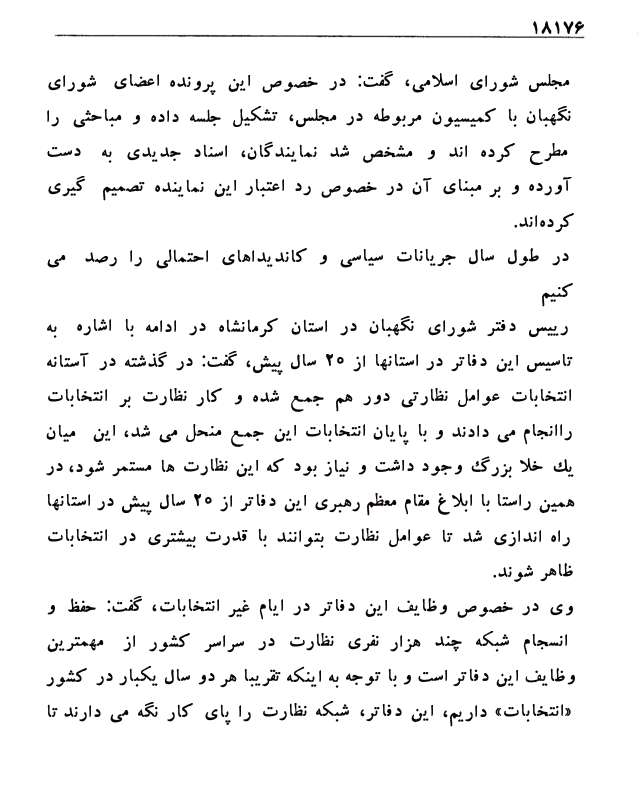 ۱۸۱۷۶
مجلس شورای اسلامی، گفت: در خصوص این پرونده اعضای شورای
نگهبان با کمیسیون مربوطه در مجلس، تشکیل جلسه داده و مباحثی را
مطرح کرده اند و مشخص شد نمایندگان، اسناد جدیدی به دست
آورده و بر مبنای آن در خصوص رد اعتبار این نماینده تصمیم گیری
کرده‌اند.
در طول سال جریانات سیاسی و کاندیداهای احتمالی را رصد می
کنیم
رییس دفتر شورای نگهبان در استان کرمانشاه در ادامه با اشاره به
تاسیس این دفاتر در استانها از ۲۵ سال پیش، گفت: در گذشته در آستانه
انتخابات عوامل نظارتی دور هم جمع شده و کار نظارت بر انتخابات
راانجام می دادند و با پایان انتخابات این جمع منحل می شد، این میان
یك خلا بزرگ وجود داشت و نیاز بود که این نظارت ها مستمر شود، در
همین راستا با ابلاغ مقام معظم رهبری این دفاتر از ۲۵ سال پیش در استانها
راه اندازی شد تا عوامل نظارت بتوانند با قدرت بیشتری در انتخابات
ظاهر شوند.
وی در خصوص وظایف این دفاتر در ایام غیر انتخابات، گفت: حفظ و
انسجام شبکه چند هزار نفری نظارت در سراسر کشور از مهمترین
وظایف این دفاتر است و با توجه به اینکه تقریبا هر دو سال یکبار در کشور
«انتخابات» داریم، این دفاتر، شبکه نظارت را پای کار نگه می دارند تا